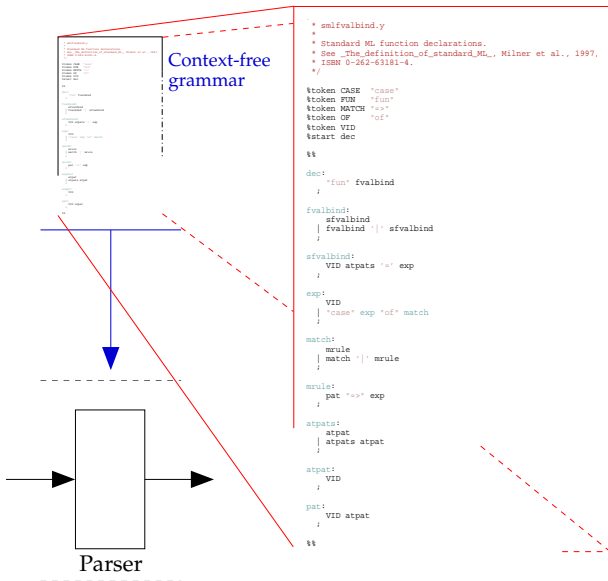 Context-free
grammar
* smlfvalbind.y
*
* Standard ML function declarations.
* See _The_definition_of_standard_ML_, Milner et al., 1997,
* ISBN 0-262-63181-4.
*/
%token CASE "case"
%token FUN "fun"
%token MATCH "=>"
%token OF "of"
%token VID
%start dec
%%
dec:
"fun" fvalbind
;
fvalbind:
sfvalbind
| fvalbind '|' sfvalbind
;
sfvalbind:
VID atpats '=' exp
;
exp:
VID
| "case" exp "of" match
;
match:
mrule
| match '|' mrule
;
mrule:
pat "=>" exp
;
atpats:
atpat
| atpats atpat
;
atpat:
VID
;
pat:
VID atpat
;
%%
Parser